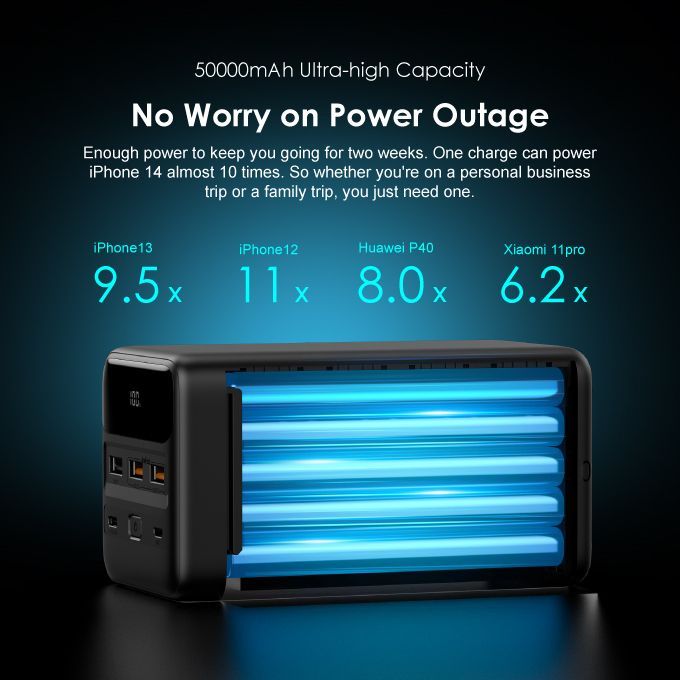 50000mAh Ultra-high Capacity
No Worry on Power Outage
Enough power to keep you going for two weeks. One charge can power
iPhone 14 almost 10 times. So whether you're on a personal business
trip or a family trip, you just need one.
iPhone13 iPhone12 Huawei P40 Xiaomi 11pro
9.5 x 11 x 8.0 x 6.2 x
100